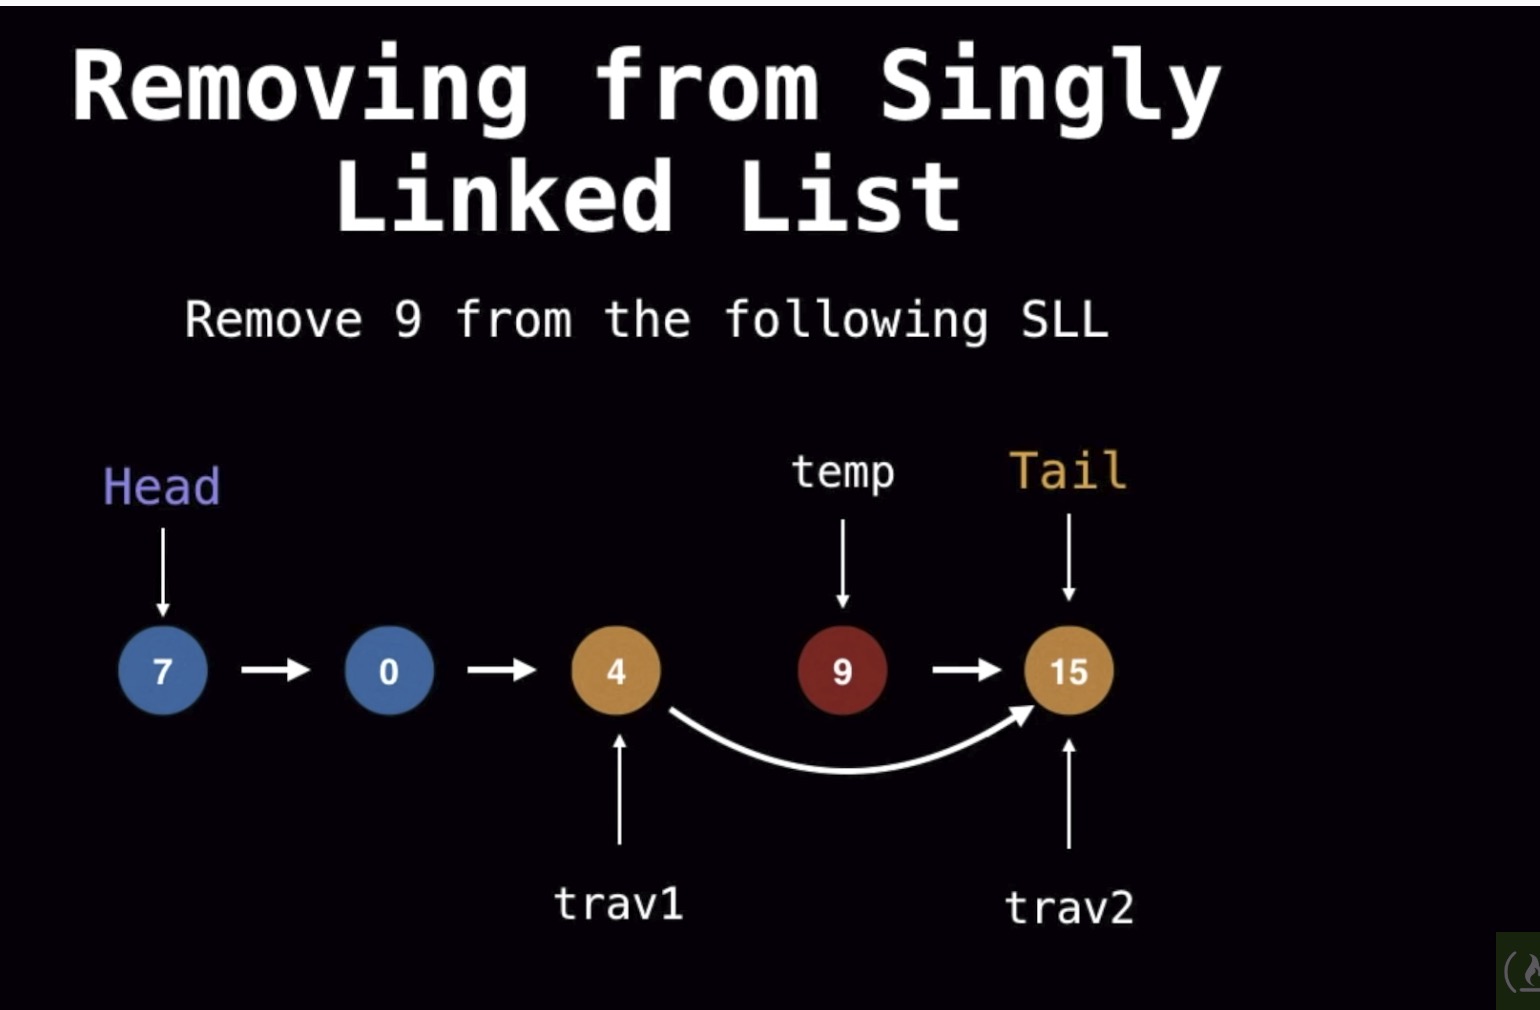 Removing from Singly
Linked List
Remove 9 from the following SLL
Head
temp
Tail
7
0
4
9
15
trav1
trav2